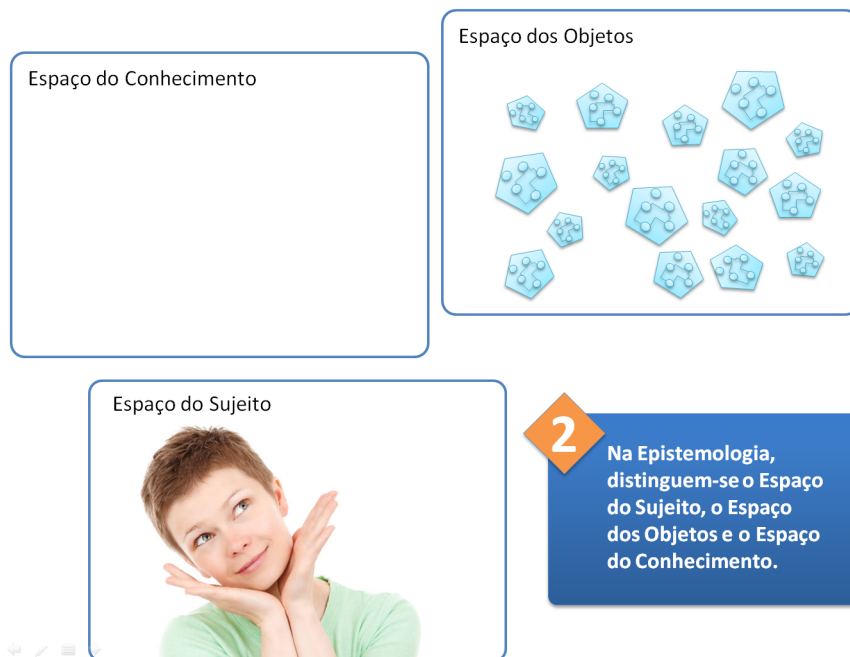 Espaço do Conhecimento
Espaço dos Objetos
Espaço do Sujeito
2
Na Epistemologia,
distinguem-se o Espaço
do Sujeito, o Espaço
dos Objetos e o Espaço
do Conhecimento.